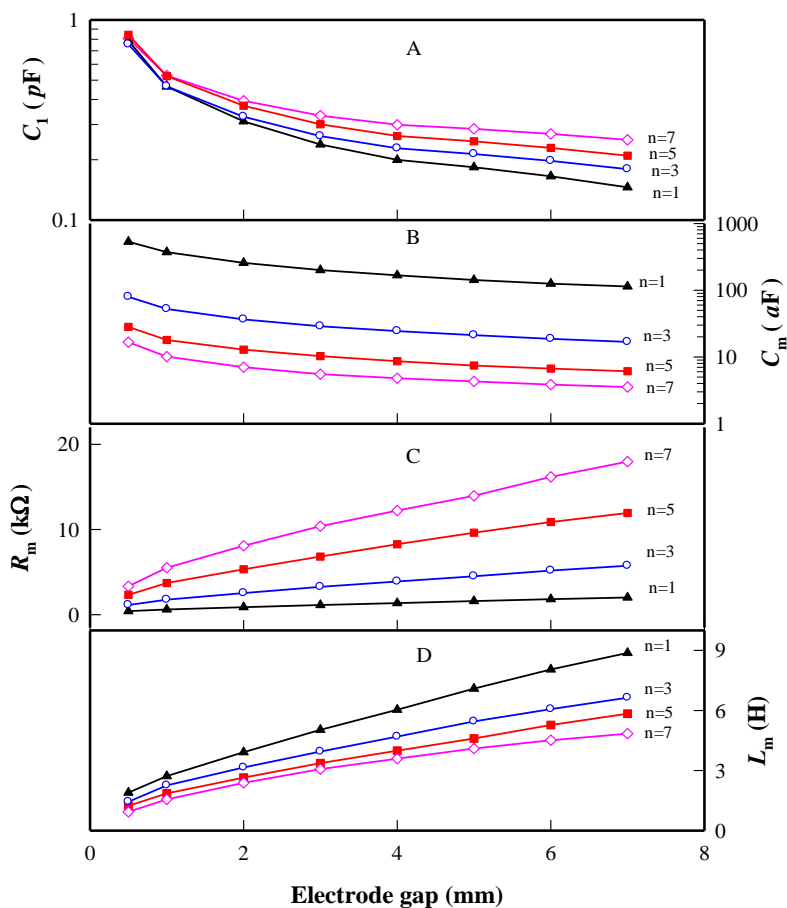 1
A
C1 ( pF )
n=7
n=5
n=3
n=1
0.1
B
1000
n=1
100
Cm ( aF )
n=3
10
n=5
n=7
1
C
20
n=7
n=5
Rm (kΩ)
10
n=3
n=1
0
D
n=1
9
n=3
6
n=5
n=7
Lm (H)
3
0
0 2 4 6 8
Electrode gap (mm)